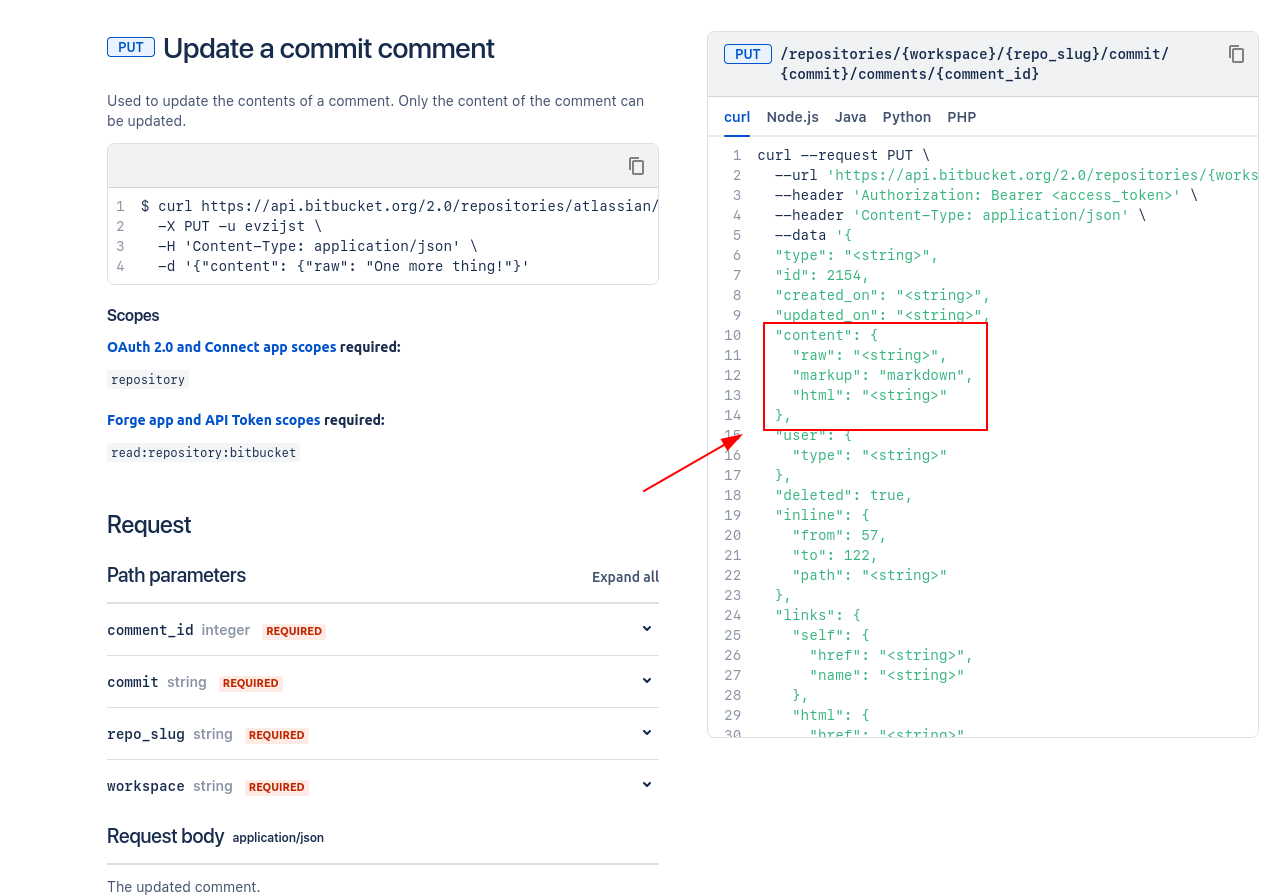 PUT Update a commit comment
Used to update the contents of a comment. Only the content of the comment can
be updated.
1 $ curl https://api.bitbucket.org/2.0/repositories/atlassian/
2 -X PUT -u evzijst \
3 -H 'Content-Type: application/json' \
4 -d '{"content": {"raw": "One more thing!"}'
Scopes
OAuth 2.0 and Connect app scopes required:
repository
Forge app and API Token scopes required:
read:repository:bitbucket
Request
Path parameters Expand all
comment_id integer REQUIRED
commit string REQUIRED
repo_slug string REQUIRED
workspace string REQUIRED
Request body application/json
The updated comment.
PUT /repositories/{workspace}/{repo_slug}/commit/
{commit}/comments/{comment_id}
curl Node.js Java Python PHP
1 curl --request PUT \
2 --url 'https://api.bitbucket.org/2.0/repositories/{works
3 --header 'Authorization: Bearer <access_token>' \
4 --header 'Content-Type: application/json' \
5 --data '{
6 "type": "<string>",
7 "id": 2154,
8 "created_on": "<string>",
9 "updated_on": "<string>",
10 "content": {
11 "raw": "<string>",
12 "markup": "markdown",
13 "html": "<string>"
14 },
15 "user": {
16 "type": "<string>"
17 },
18 "deleted": true,
19 "inline": {
20 "from": 57,
21 "to": 122,
22 "path": "<string>"
23 },
24 "links": {
25 "self": {
26 "href": "<string>",
27 "name": "<string>"
28 },
29 "html": {
30 "href": "<string>"